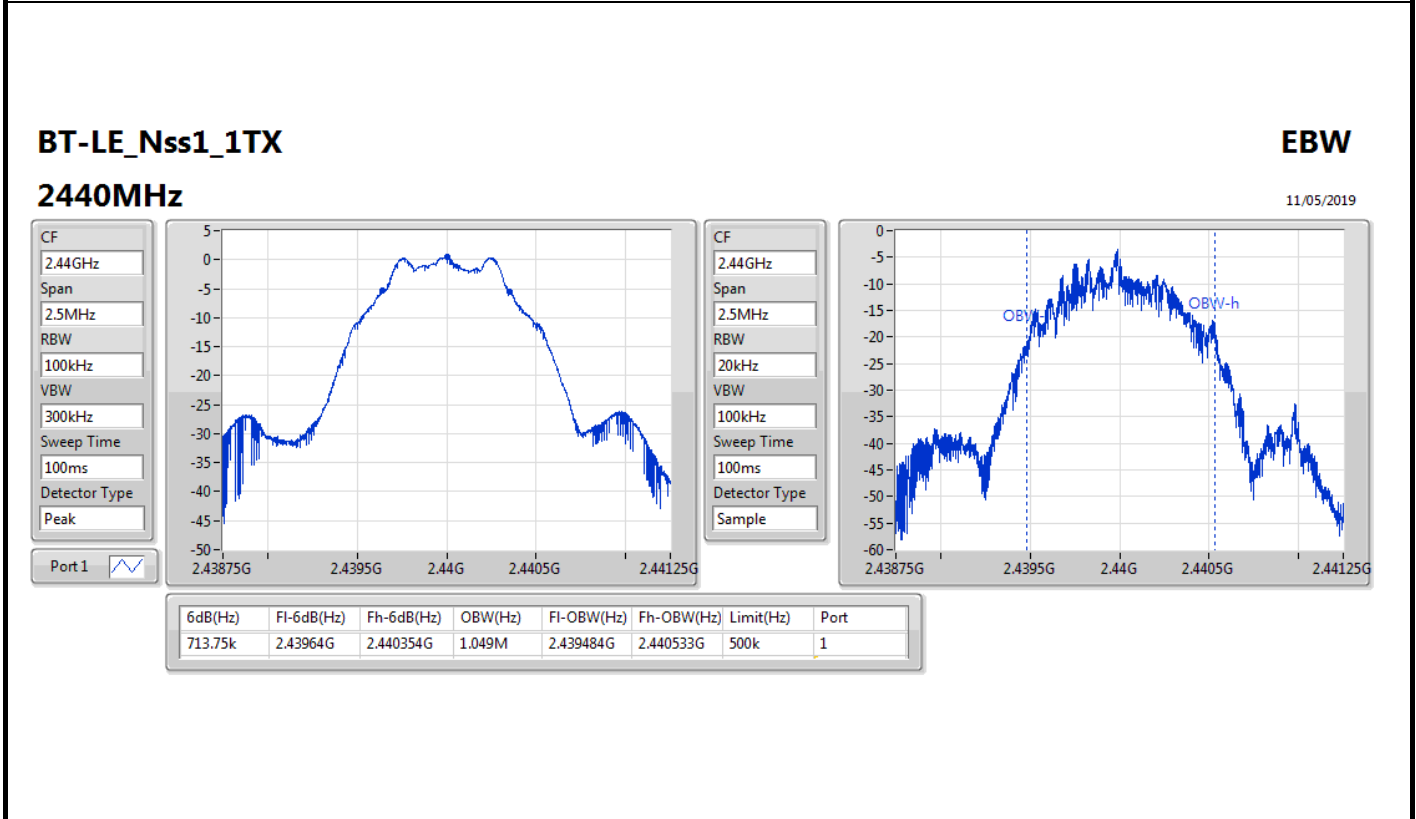 BT-LE_Nss1_1TX
EBW
2440MHz
11/05/2019
CF
2.44GHz
Span
2.5MHz
RBW
100kHz
VBW
300kHz
Sweep Time
100ms
Detector Type
Peak
Port 1
5
0
-5
-10
-15
-20
-25
-30
-35
-40
-45
-50
2.43875G 2.4395G 2.44G 2.4405G 2.44125G
CF
2.44GHz
Span
2.5MHz
RBW
20kHz
VBW
100kHz
Sweep Time
100ms
Detector Type
Sample
0
-5
-10
-15
-20
-25
-30
-35
-40
-45
-50
-55
-60
OBW-h
2.43875G 2.4395G 2.44G 2.4405G 2.44125G
6dB(Hz) Fl-6dB(Hz) Fh-6dB(Hz) OBW(Hz) Fl-OBW(Hz) Fh-OBW(Hz) Limit(Hz) Port
713.75k 2.43964G 2.440354G 1.049M 2.439484G 2.440533G 500k 1